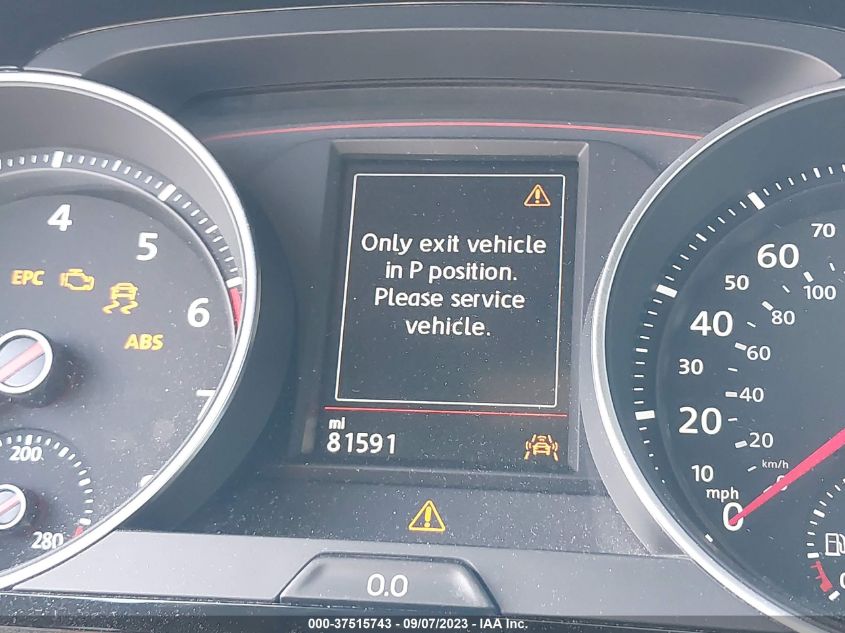 4
5
6
7
EPC
ABS
200
280
Only exit vehicle
in P position.
Please service
vehicle.
mi
81591
0.0
70
60
50
100
40
80
60
30
40
20
20
10
km/h
mph
0
0
000-37515743 - 09/07/2023 - IAA Inc.